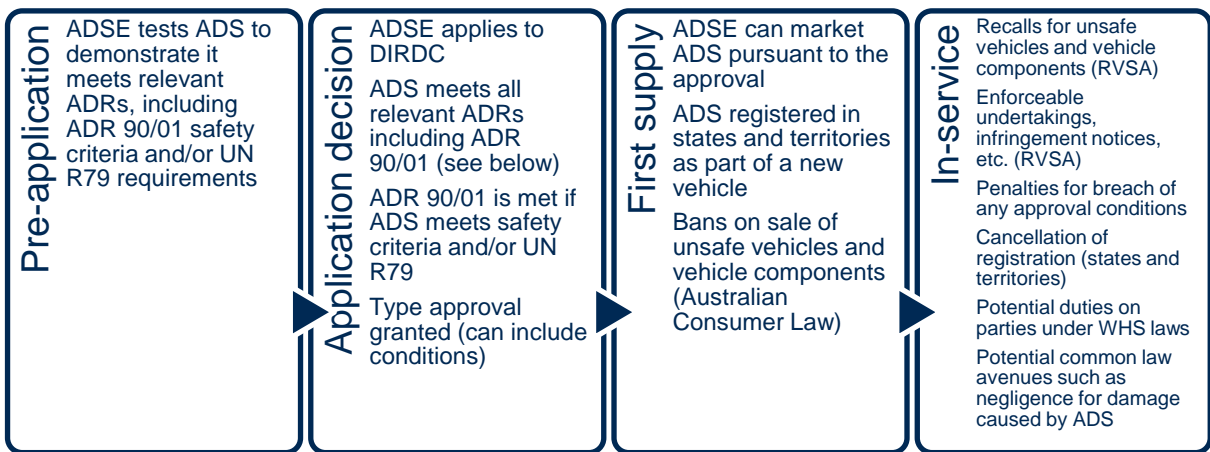 Pre-application
ADSE tests ADS to
demonstrate it
meets relevant
ADRs, including
ADR 90/01 safety
criteria and/or UN
R79 requirements
Application decision
ADSE applies to
DIRDC
ADS meets all
relevant ADRs
including ADR
90/01 (see below)
ADR 90/01 is met if
ADS meets safety
criteria and/or UN
R79
Type approval
granted (can include
conditions)
First supply
ADSE can market
ADS pursuant to the
approval
ADS registered in
states and territories
as part of a new
vehicle
Bans on sale of
unsafe vehicles and
vehicle components
(Australian
Consumer Law)
In-service
Recalls for unsafe
vehicles and vehicle
components (RVSA)
Enforceable
undertakings,
infringement notices,
etc. (RVSA)
Penalties for breach of
any approval conditions
Cancellation of
registration (states and
territories)
Potential duties on
parties under WHS laws
Potential common law
avenues such as
negligence for damage
caused by ADS